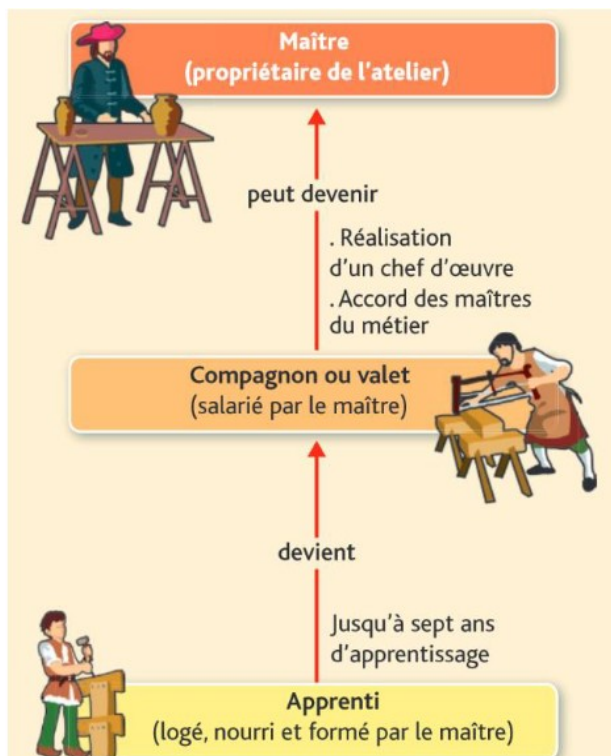 Maître
(propriétaire de l'atelier)
peut devenir
. Réalisation
d'un chef d'œuvre
. Accord des maîtres
du métier
Compagnon ou valet
(salarié par le maître)
devient
Jusqu'à sept ans
d'apprentissage
Apprenti
(logé, nourri et formé par le maître)